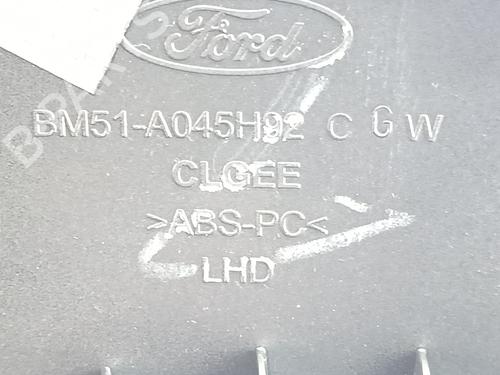 Ford
BM51-A045H92 C G W
CLGEE
>ABS-PC<
LHD